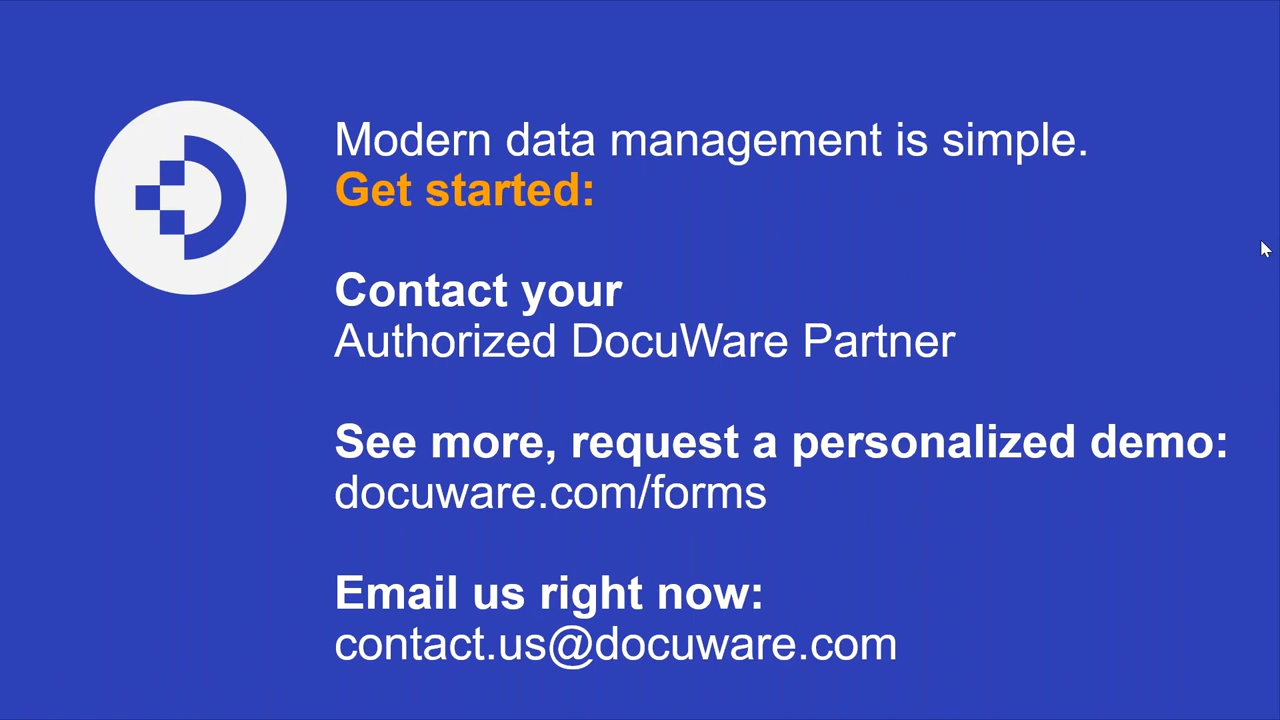 Modern data management is simple.
Get started:
Contact your
Authorized DocuWare Partner
See more, request a personalized demo:
docuware.com/forms
Email us right now:
contact.us@docuware.com